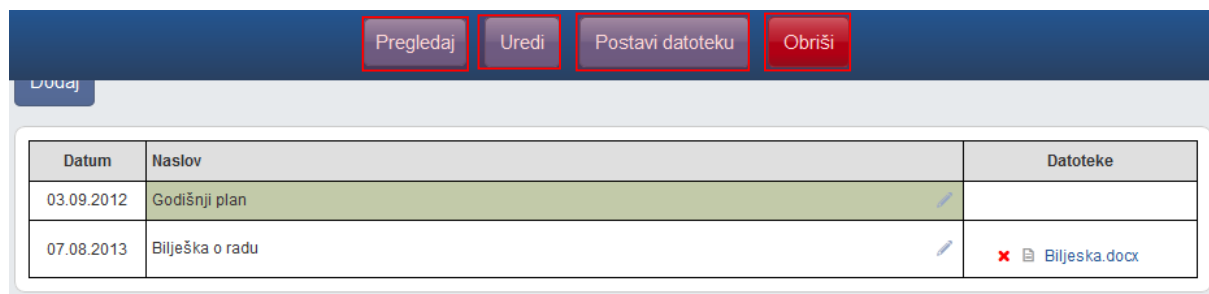 Pregledaj Uredi Postavi datoteku Obriši
Dodaj
Datum Naslov Datoteke
03.09.2012 Godišnji plan
07.08.2013 Bilješka o radu Biljeska.docx